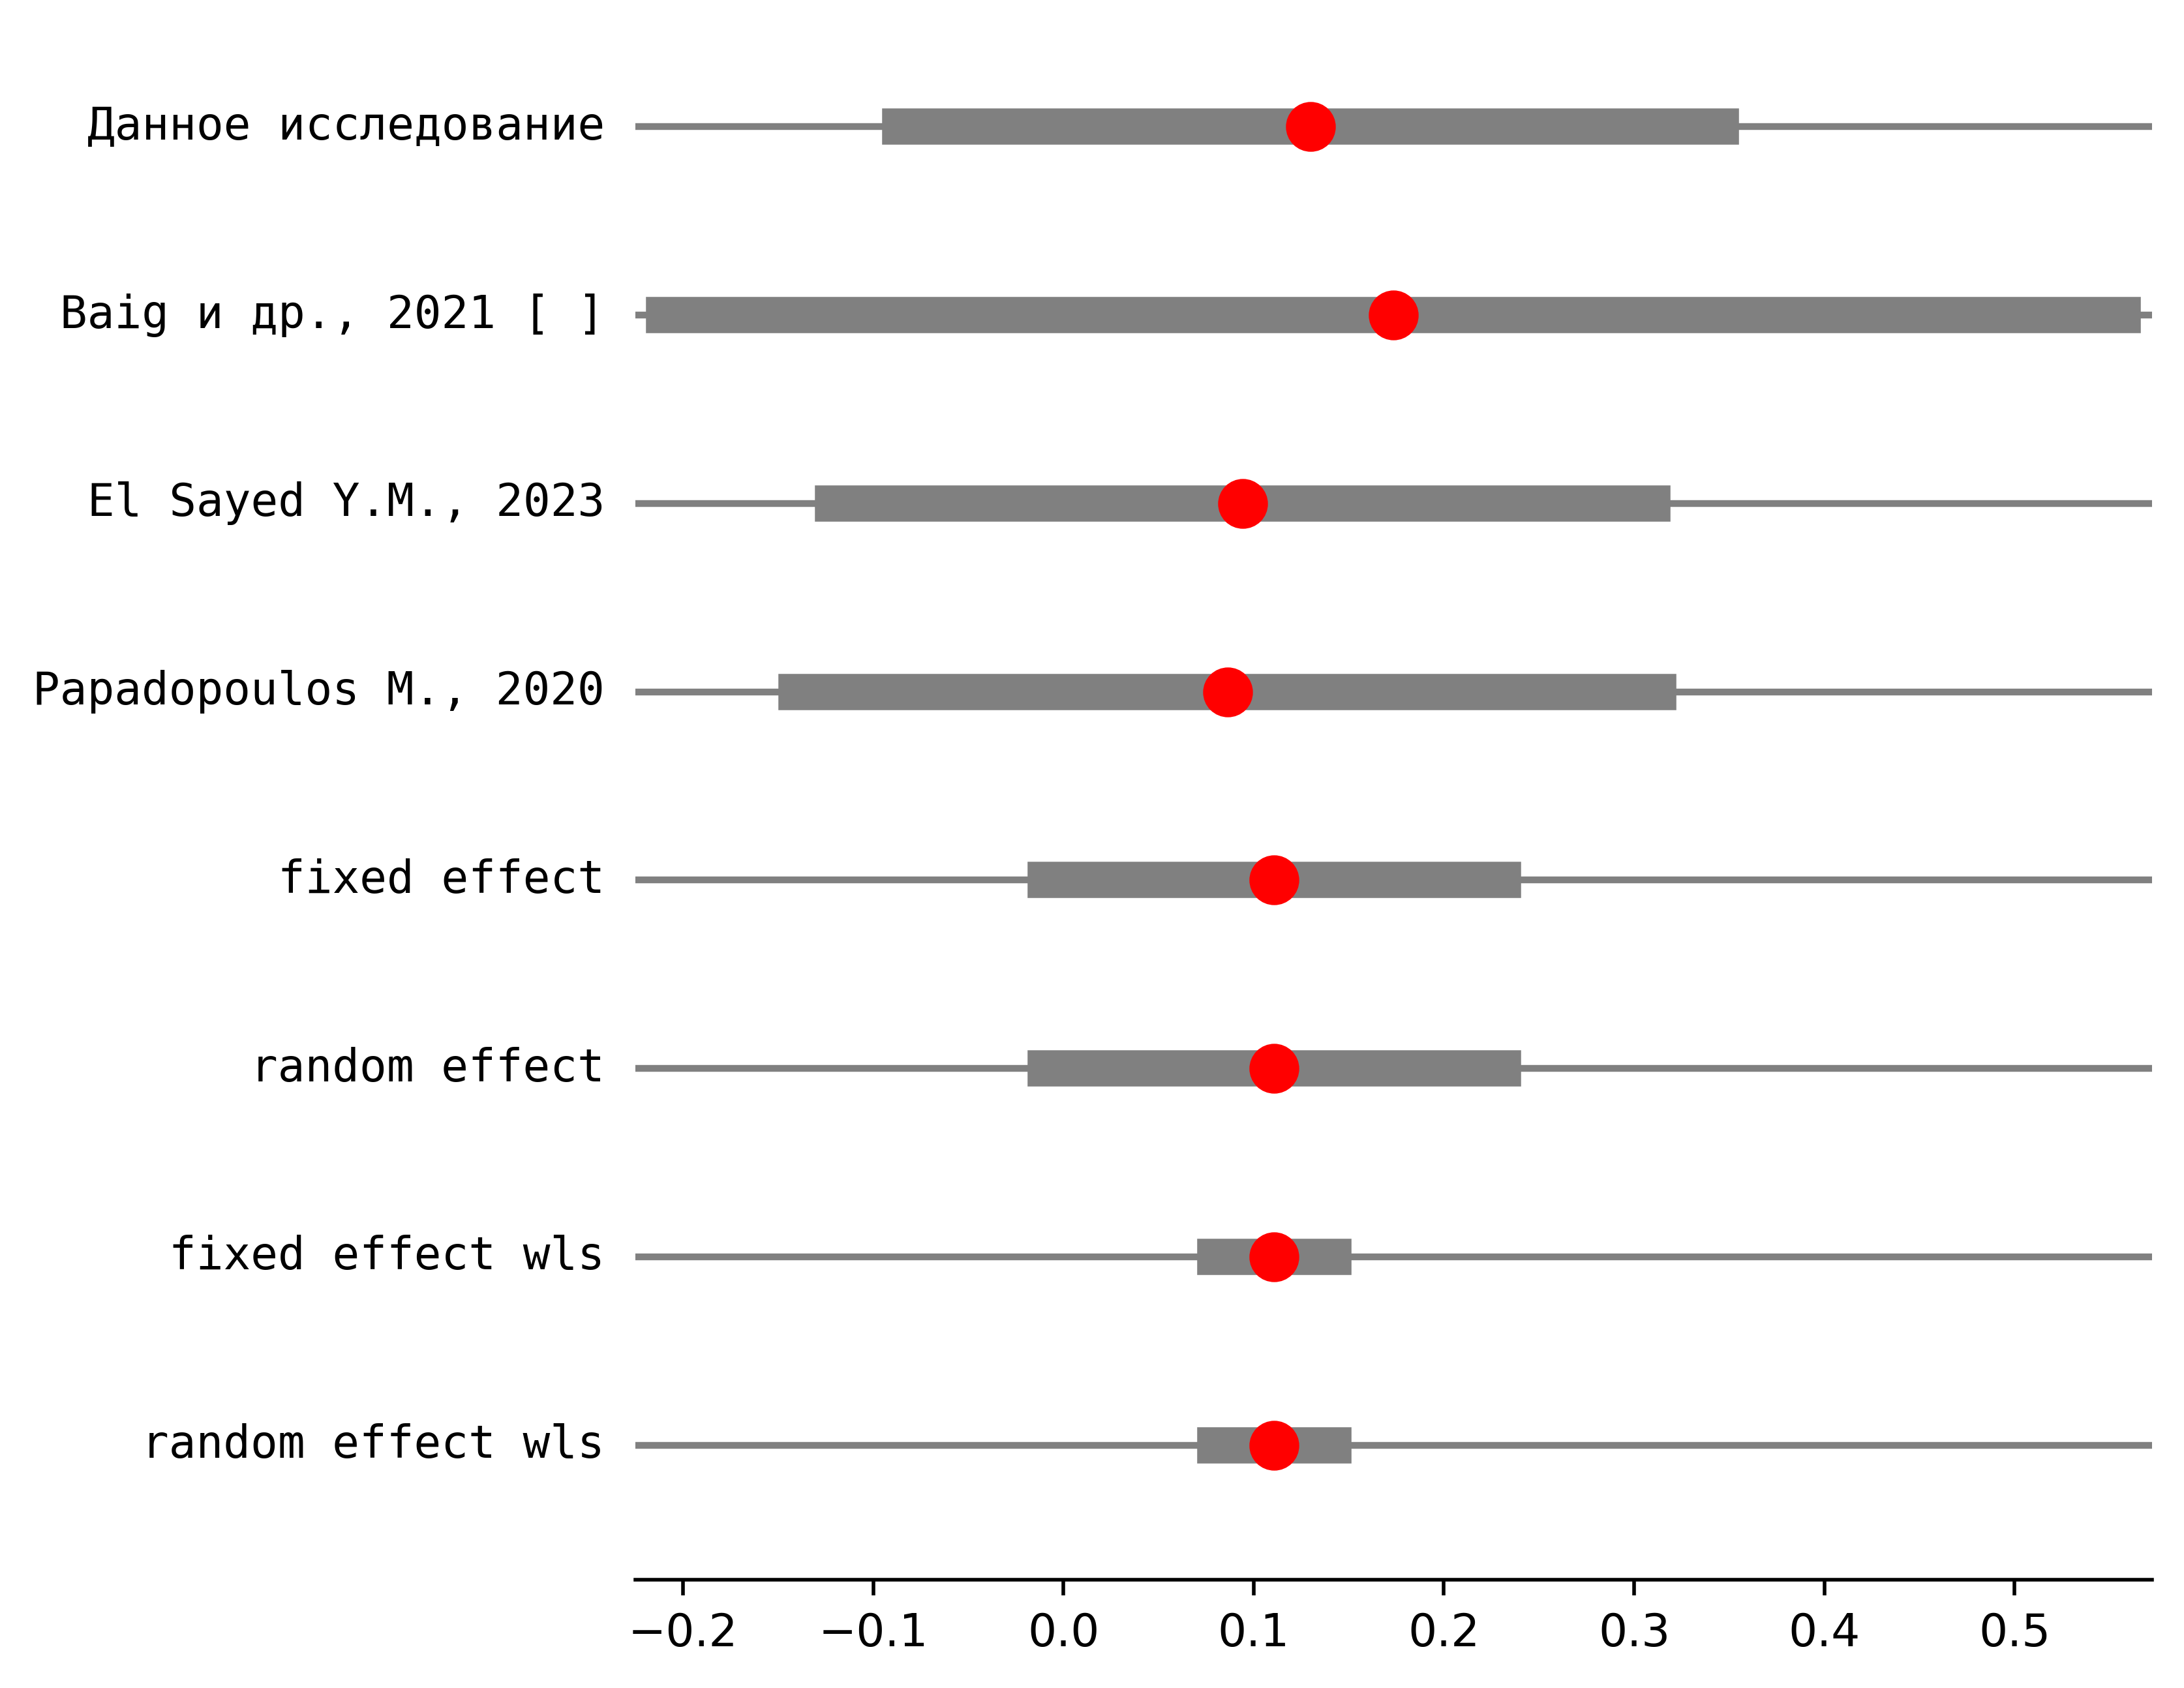 Данное исследование
Baig и др., 2021 [ ]
El Sayed Y.M., 2023
Papadopoulos M., 2020
fixed effect
random effect
fixed effect wls
random effect wls
−0.2 −0.1 0.0 0.1 0.2 0.3 0.4 0.5